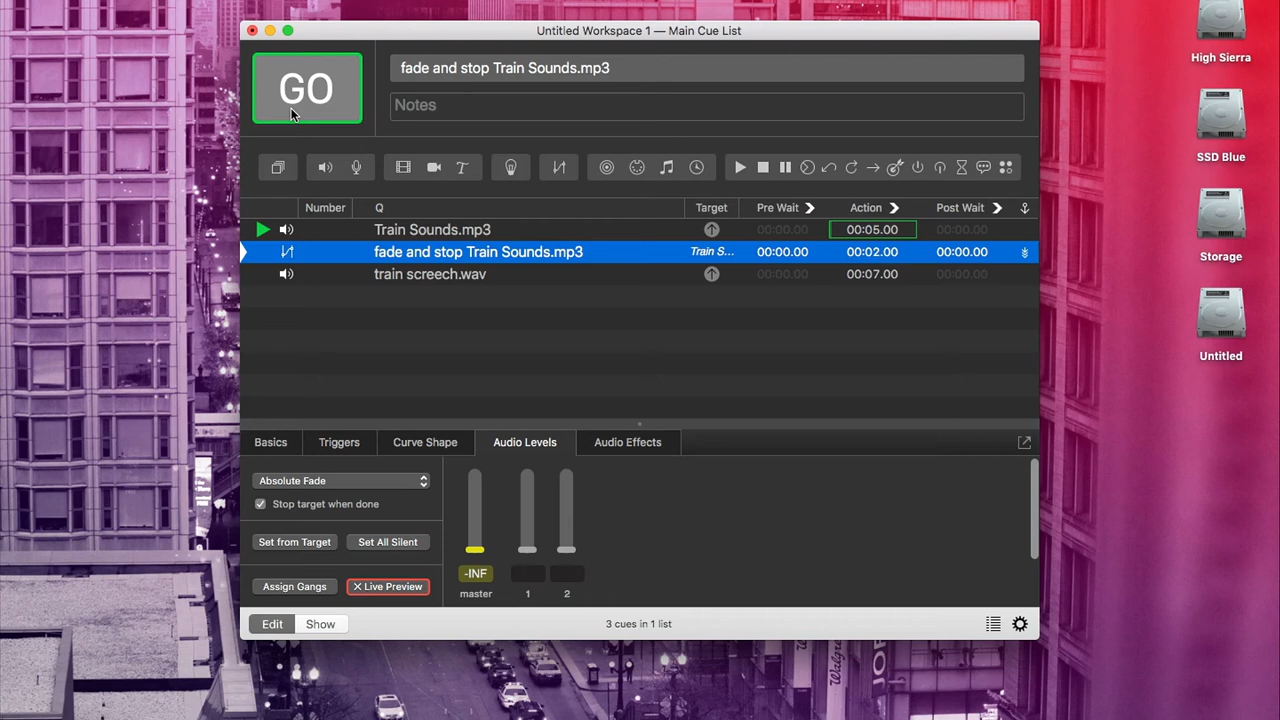 Untitled Workspace 1 — Main Cue List
GO
fade and stop Train Sounds.mp3
Notes
Number Q Target Pre Wait Action Post Wait
Train Sounds.mp3 00:00.00 00:05.00 00:00.00
fade and stop Train Sounds.mp3 Train S... 00:00.00 00:02.00 00:00.00
train screech.wav 00:00.00 00:07.00 00:00.00
Basics Triggers Curve Shape Audio Levels Audio Effects
Absolute Fade
Stop target when done
Set from Target Set All Silent
Assign Gangs Live Preview
-INF
master 1 2
Edit Show 3 cues in 1 list
High Sierra
SSD Blue
Storage
Untitled
Walgreens